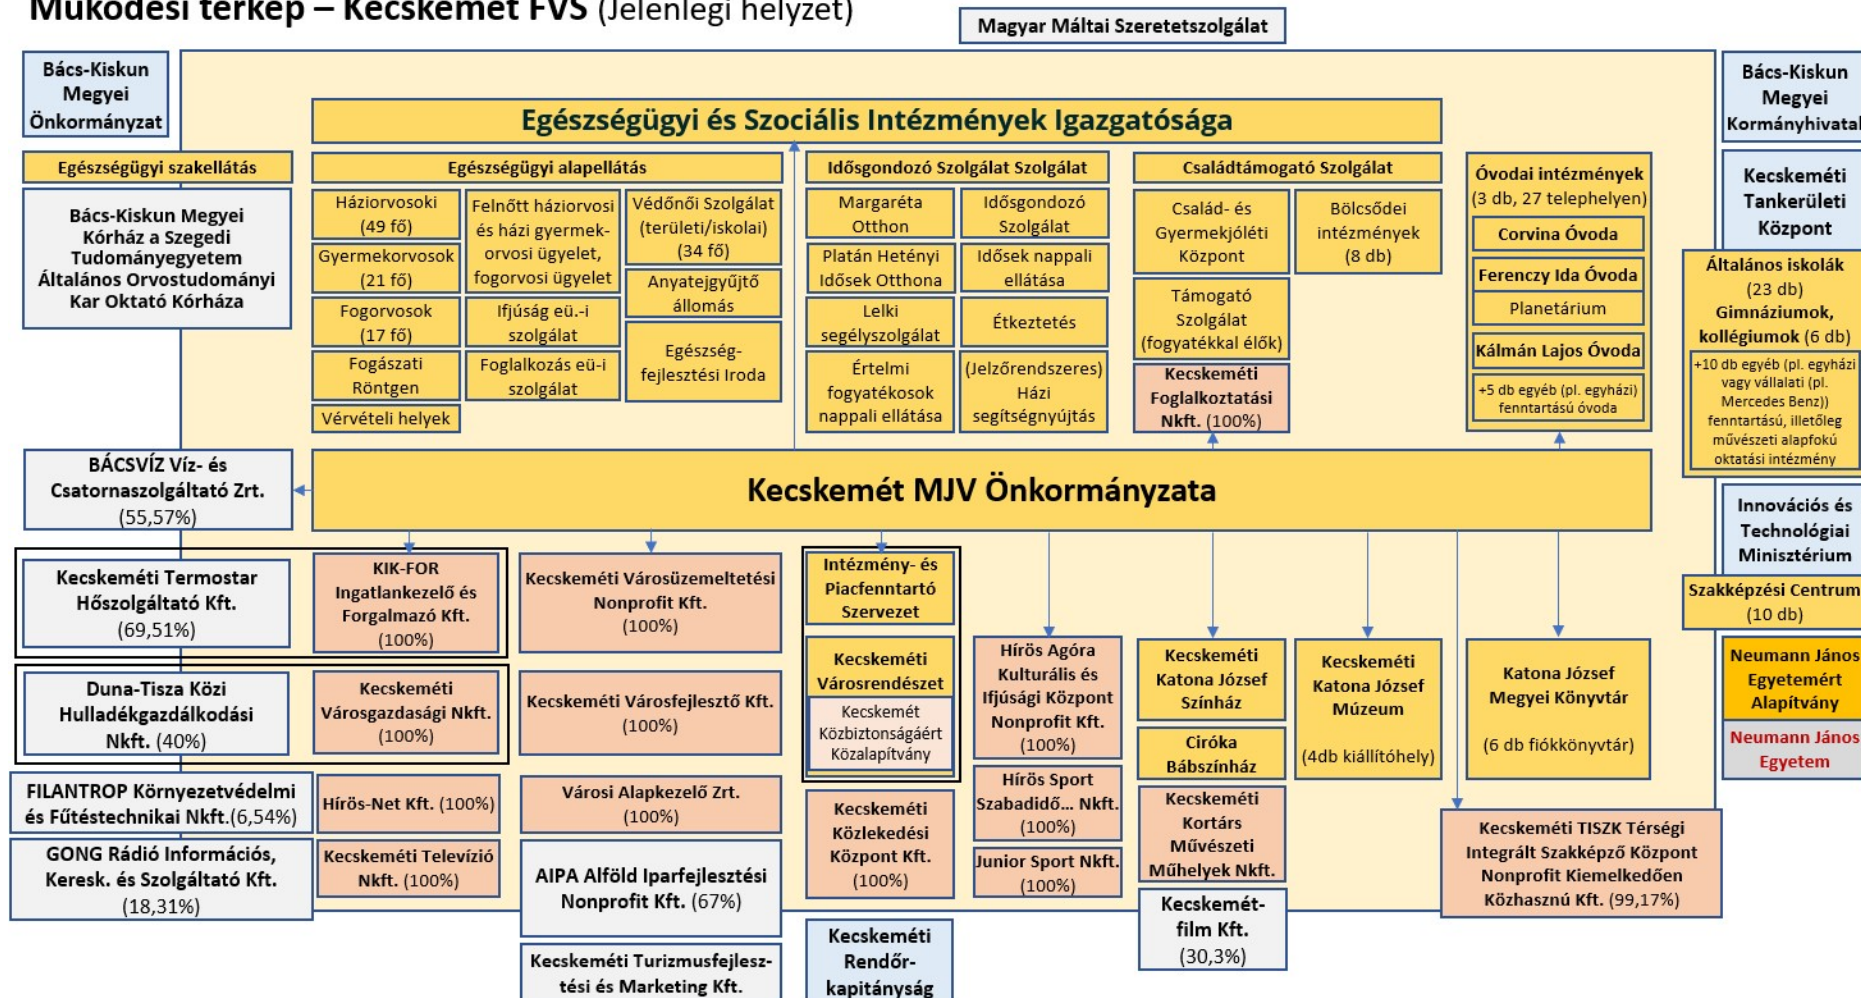 Működési térkép – Kecskemét FVS (Jelenlegi helyzet)
Magyar Máltai Szeretetszolgálat
Bács-Kiskun
Megyei
Önkormányzat
Egészségügyi és Szociális Intézmények Igazgatósága
Bács-Kiskun
Megyei
Kormányhivatal
Egészségügyi szakellátás
Bács-Kiskun Megyei
Kórház a Szegedi
Tudományegyetem
Általános Orvostudományi
Kar Oktató Kórháza
Egészségügyi alapellátás
Háziorvosoki
(49 fő)
Gyermekorvosok
(21 fő)
Fogorvosok
(17 fő)
Fogászati
Röntgen
Vérvételi helyek
Felnőtt háziorvosi
és házi gyermek-
orvosi ügyelet,
fogorvosi ügyelet
Ifjúság eü.-i
szolgálat
Foglalkozás eü-i
szolgálat
Védőnői Szolgálat
(területi/iskolai)
(34 fő)
Anyatejgyűjtő
állomás
Egészség-
fejlesztési Iroda
Idősgondozó Szolgálat Szolgálat
Margaréta
Otthon
Platán Hetényi
Idősek Otthona
Lelki
segélyszolgálat
Értelmi
fogyatékosok
nappali ellátása
Idősgondozó
Szolgálat
Idősek nappali
ellátása
Étkeztetés
(Jelzőrendszeres)
Házi
segítségnyújtás
Családtámogató Szolgálat
Család- és
Gyermekjóléti
Központ
Támogató
Szolgálat
(fogyatékkal élők)
Kecskeméti
Foglalkoztatási
Nkft. (100%)
Bölcsődei
intézmények
(8 db)
Óvodai intézmények
(3 db, 27 telephelyen)
Corvina Óvoda
Ferenczy Ida Óvoda
Planetárium
Kálmán Lajos Óvoda
+5 db egyéb (pl. egyházi)
fenntartású óvoda
Kecskeméti
Tankerületi
Központ
Általános iskolák
(23 db)
Gimnáziumok,
kollégiumok (6 db)
+10 db egyéb (pl. egyházi
vagy vállalati (pl.
Mercedes Benz))
fenntartású, illetőleg
művészeti alapfokú
oktatási intézmény
BÁCSVÍZ Víz- és
Csatornaszolgáltató Zrt.
(55,57%)
Kecskemét MJV Önkormányzata
Innovációs és
Technológiai
Minisztérium
Szakképzési Centrum
(10 db)
Neumann János
Egyetemért
Alapítvány
Neumann János
Egyetem
Kecskeméti Termostar
Hőszolgáltató Kft.
(69,51%)
KIK-FOR
Ingatlankezelő és
Forgalmazó Kft.
(100%)
Duna-Tisza Közi
Hulladékgazdálkodási
Nkft. (40%)
Kecskeméti
Városgazdasági Nkft.
(100%)
FILANTROP Környezetvédelmi
és Fűtéstechnikai Nkft.(6,54%)
Hírös-Net Kft. (100%)
GONG Rádió Információs,
Keresk. és Szolgáltató Kft.
(18,31%)
Kecskeméti Televízió
Nkft. (100%)
Kecskeméti Városüzemeltetési
Nonprofit Kft.
(100%)
Kecskeméti Városfejlesztő Kft.
(100%)
Városi Alapkezelő Zrt.
(100%)
AIPA Alföld Iparfejlesztési
Nonprofit Kft. (67%)
Kecskeméti Turizmusfejlesz-
tési és Marketing Kft.
Intézmény- és
Piacfenntartó
Szervezet
Kecskeméti
Városrendészet
Kecskemét
Közbiztonságáért
Közalapítvány
Kecskeméti
Közlekedési
Központ Kft.
(100%)
Kecskeméti
Rendőr-
kapitányság
Hírös Agóra
Kulturális és
Ifjúsági Központ
Nonprofit Kft.
(100%)
Hírös Sport
Szabadidő... Nkft.
(100%)
Junior Sport Nkft.
(100%)
Kecskeméti
Katona József
Színház
Ciróka
Bábszínház
Kecskeméti
Kortárs
Művészeti
Műhelyek Nkft.
Kecskemét-
film Kft.
(30,3%)
Kecskeméti
Katona József
Múzeum
(4db kiállítóhely)
Katona József
Megyei Könyvtár
(6 db fiókkönyvtár)
Kecskeméti TISZK Térségi
Integrált Szakképző Központ
Nonprofit Kiemelkedően
Közhasznú Kft. (99,17%)